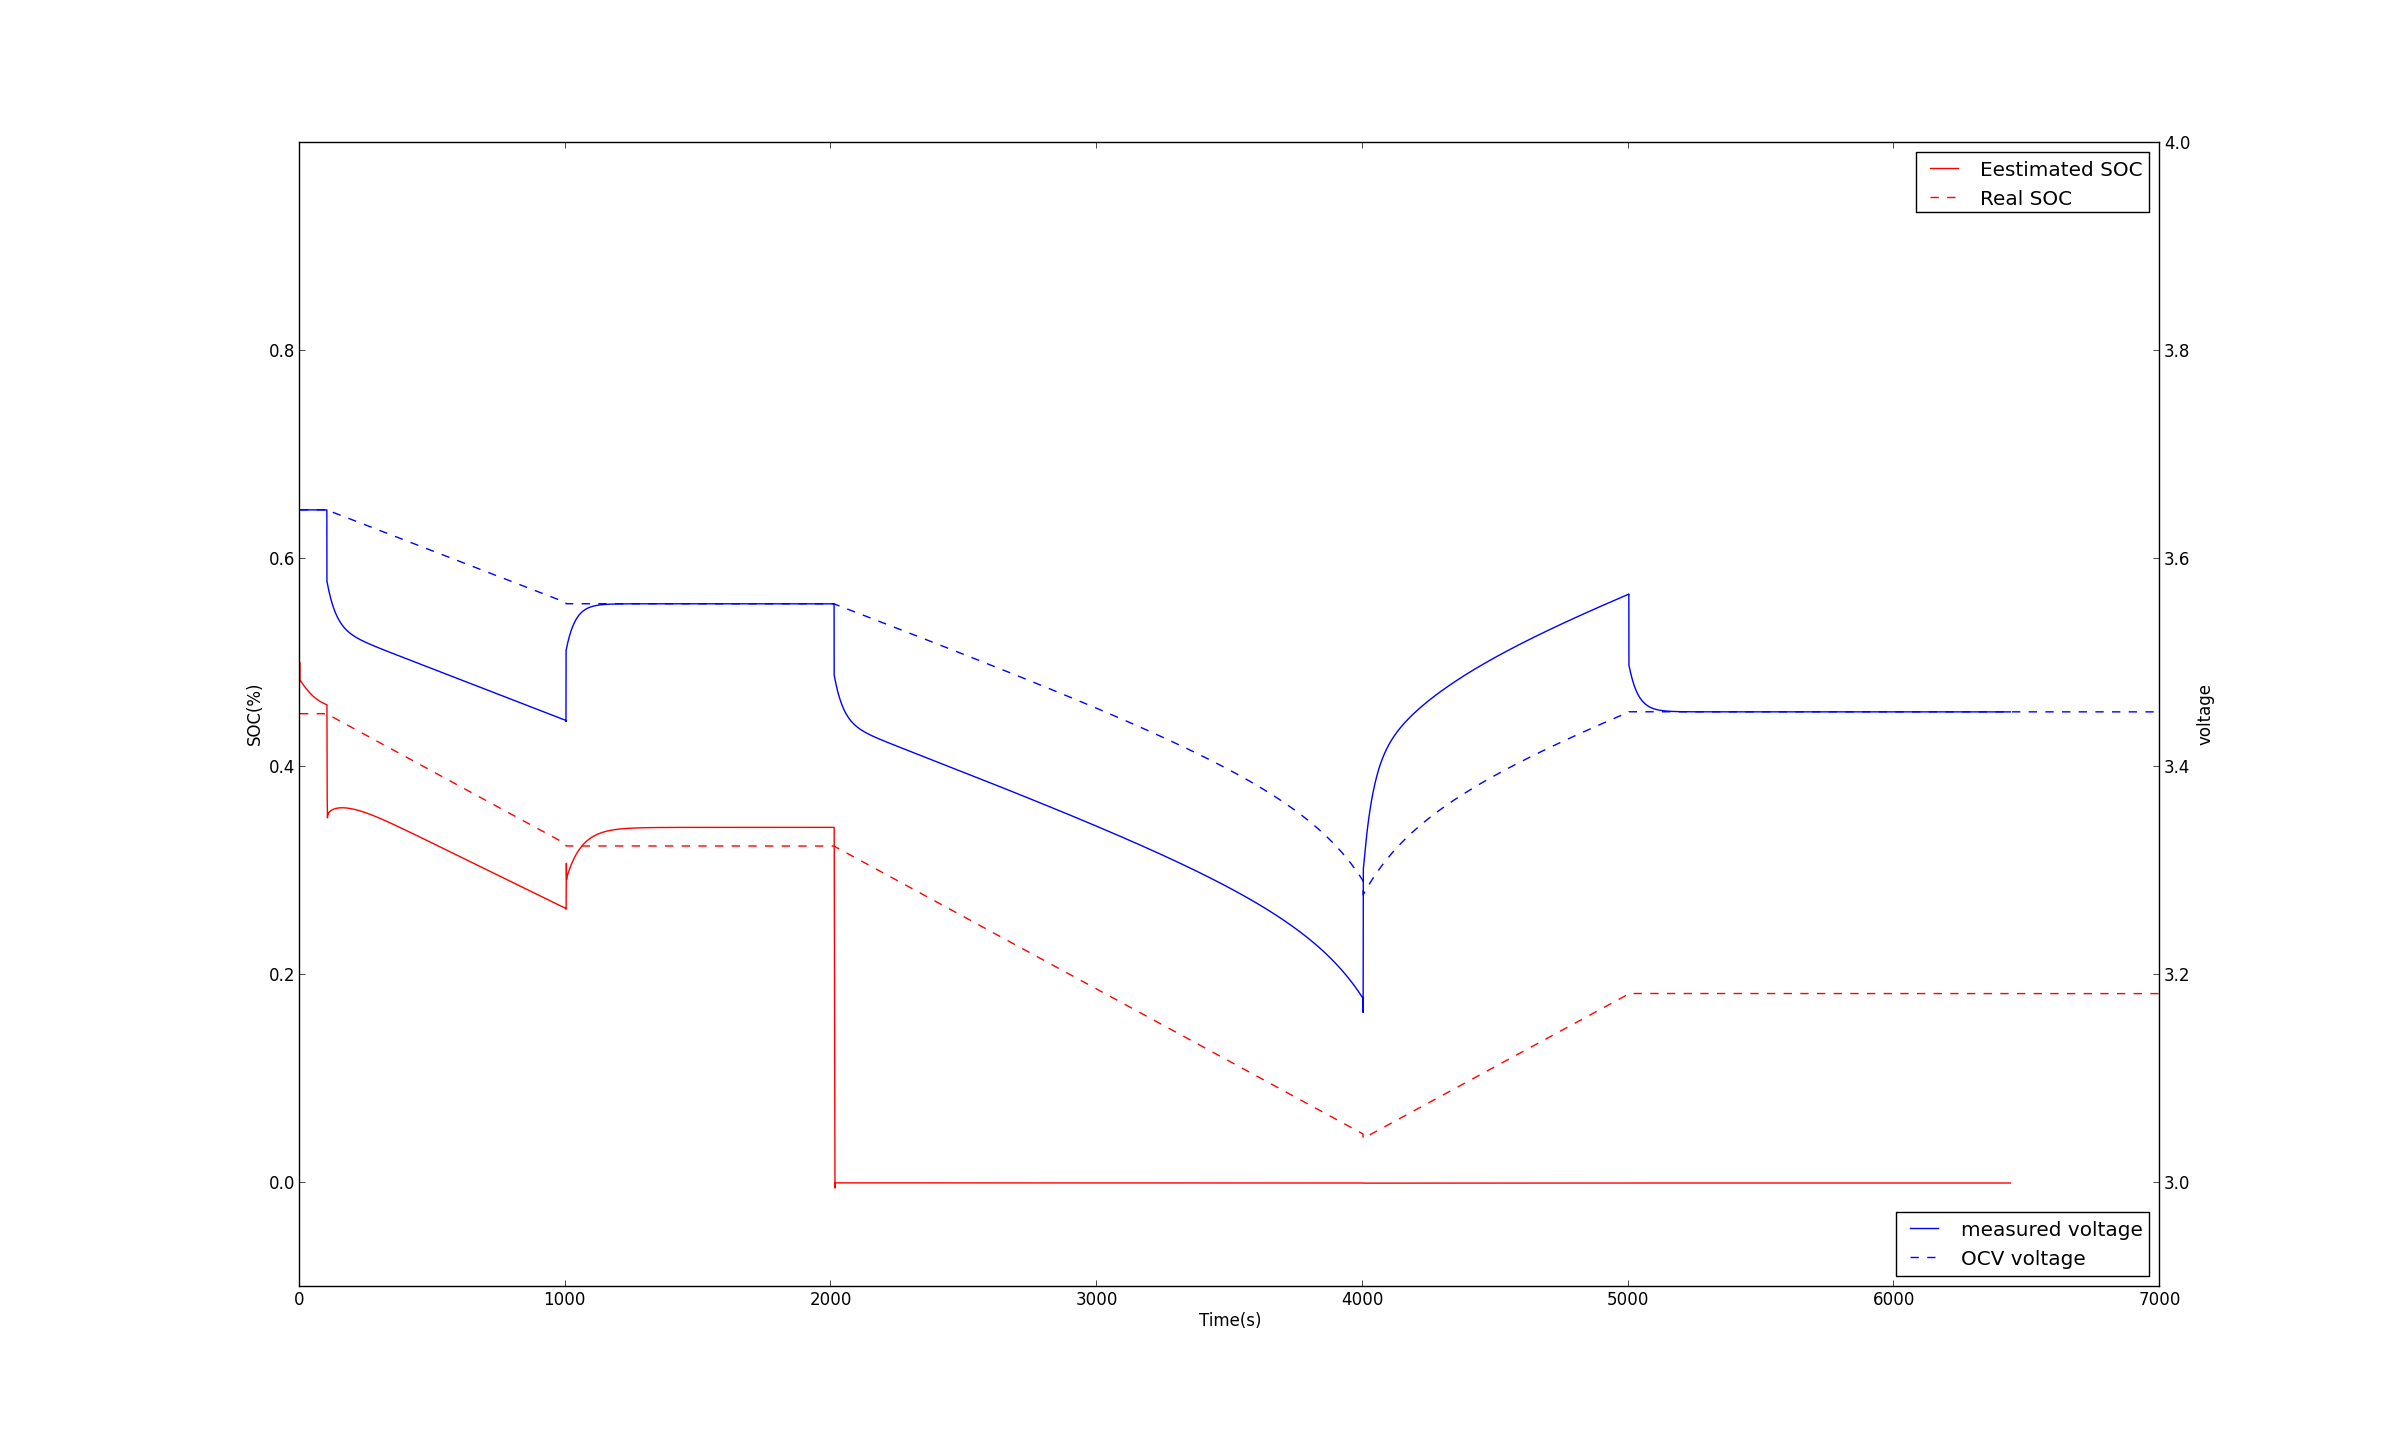 4.0
Eestimated SOC
Real SOC
0.8
3.8
0.6
3.6
SOC(%)
voltage
0.4
3.4
0.2
3.2
0.0
3.0
measured voltage
OCV voltage
0 1000 2000 3000 4000 5000 6000 7000
Time(s)